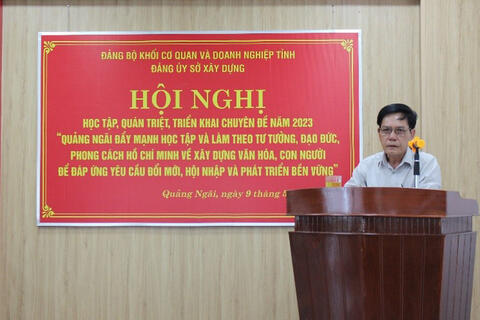 ĐẢNG BỘ KHỐI CƠ QUAN VÀ DOANH NGHIỆP TỈNH
ĐẢNG ỦY SỞ XÂY DỰNG
HỘI NGHỊ
HỌC TẬP, QUÁN TRIỆT, TRIỂN KHAI CHUYÊN ĐỀ NĂM 2023
"QUẢNG NGÃI ĐẨY MẠNH HỌC TẬP VÀ LÀM THEO TƯ TƯỞNG, ĐẠO ĐỨC,
PHONG CÁCH HỒ CHÍ MINH VỀ XÂY DỰNG VĂN HÓA, CON NGƯỜI
ĐỂ ĐÁP ỨNG YÊU CẦU ĐỔI MỚI, HỘI NHẬP VÀ PHÁT TRIỂN BỀN VỮNG"
Quảng Ngãi, ngày 9 tháng 5